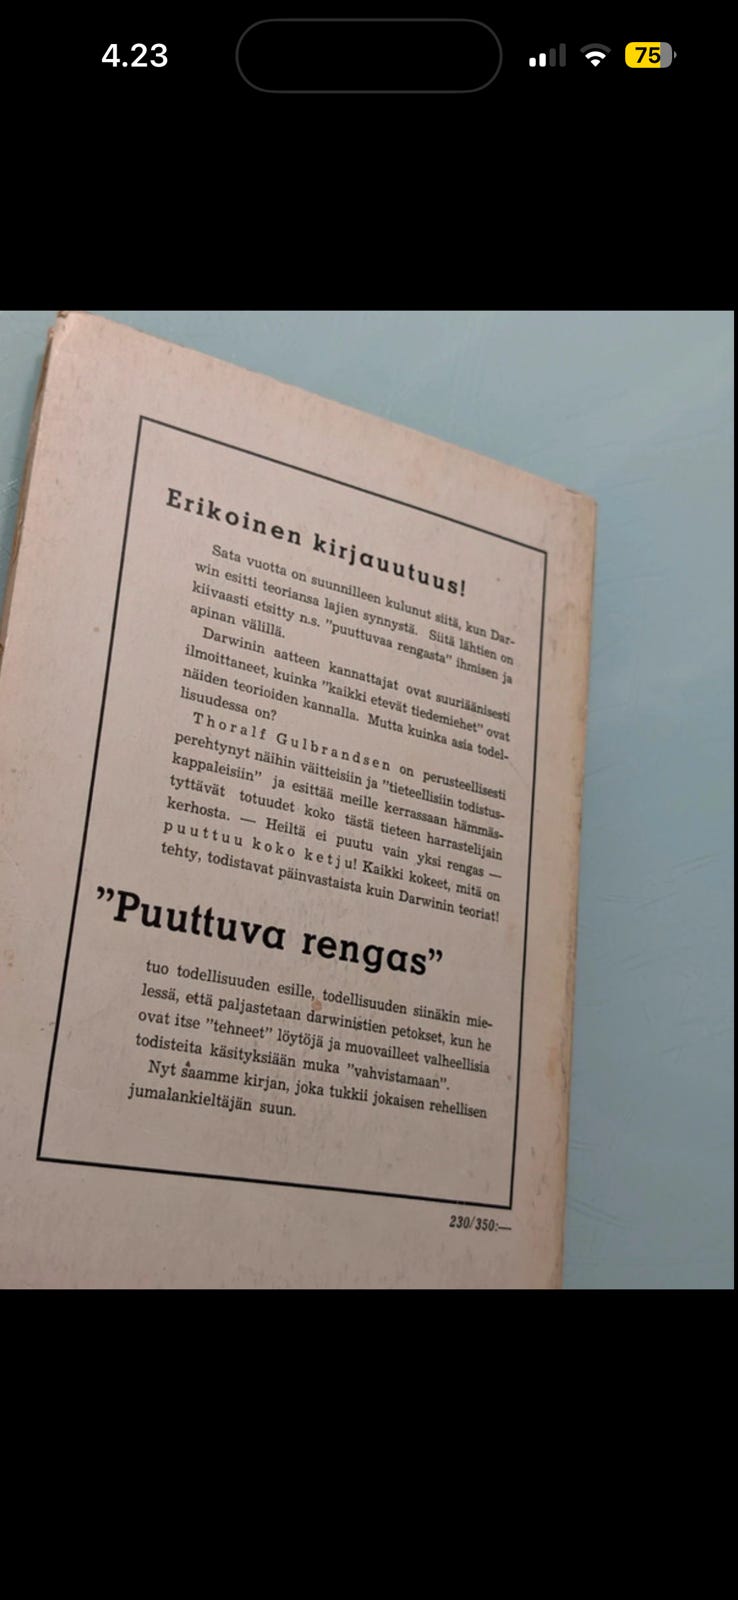 4.23
75
Erikoinen kirjauutuus!
Sata vuotta on suunnilleen kulunut siitä, kun Dar-
win esitti teoriansa lajien synnystä. Siitä lähtien on
kiivaasti etsitty n.s. "puuttuvaa rengasta" ihmisen ja
apinan välillä.
Darwinin aatteen kannattajat ovat suuriäänisesti
ilmoittaneet, kuinka "kaikki etevät tiedemiehet" ovat
näiden teorioiden kannalla. Mutta kuinka asia todel-
lisuudessa on?
Thoralf Gulbrandsen on perusteellisesti
perehtynyt näihin väitteisiin ja "tieteellisiin todistus-
kappaleisiin" ja esittää meille kerrassaan hämmäs-
tyttävät totuudet koko tästä tieteen harrastelijain
kerhosta. — Heiltä ei puutu vain yksi rengas —
puuttuu koko ketju! Kaikki kokeet, mitä on
tehty, todistavat päinvastaista kuin Darwinin teoriat!
"Puuttuva rengas"
tuo todellisuuden esille, todellisuuden siinäkin mie-
lessä, että paljastetaan darwinistien petokset, kun he
ovat itse "tehneet" löytöjä ja muovailleet valheellisia
todisteita käsityksiään muka "vahvistamaan".
Nyt saamme kirjan, joka tukkii jokaisen rehellisen
jumalankieltäjän suun.
230/350:—